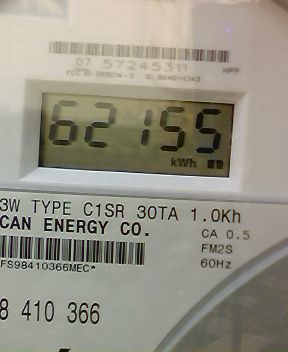 07 57245311 HPP
62155
kWh
3W TYPE C1SR 30TA 1.0Kh
CAN ENERGY CO.
CA 0.5
FM2S
60Hz
FS98410366MEC*
8 410 366